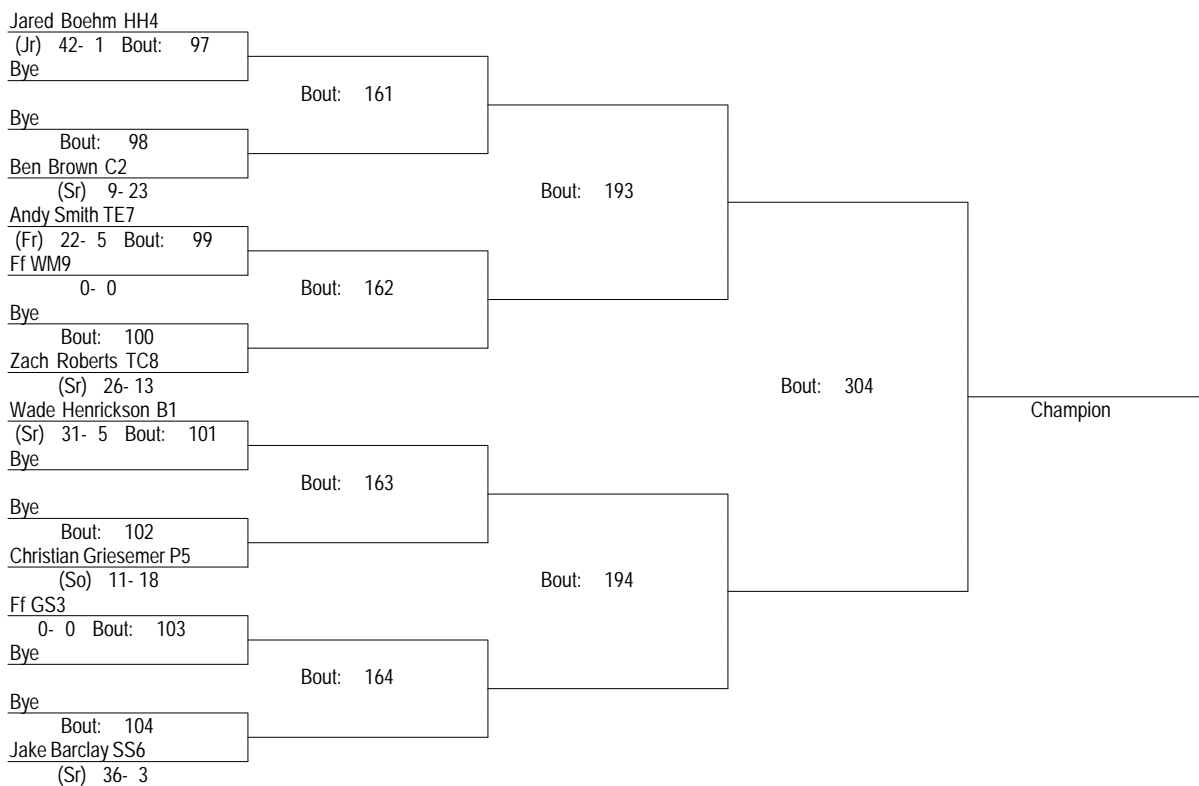 Jared Boehm HH4
(Jr) 42- 1 Bout: 97
Bye
Bout: 161
Bye
Bout: 98
Ben Brown C2
(Sr) 9- 23
Bout: 193
Andy Smith TE7
(Fr) 22- 5 Bout: 99
Ff WM9
0- 0
Bout: 162
Bye
Bout: 100
Zach Roberts TC8
(Sr) 26- 13
Bout: 304
Wade Henrickson B1
Champion
(Sr) 31- 5 Bout: 101
Bye
Bout: 163
Bye
Bout: 102
Christian Griesemer P5
(So) 11- 18
Bout: 194
Ff GS3
0- 0 Bout: 103
Bye
Bout: 164
Bye
Bout: 104
Jake Barclay SS6
(Sr) 36- 3